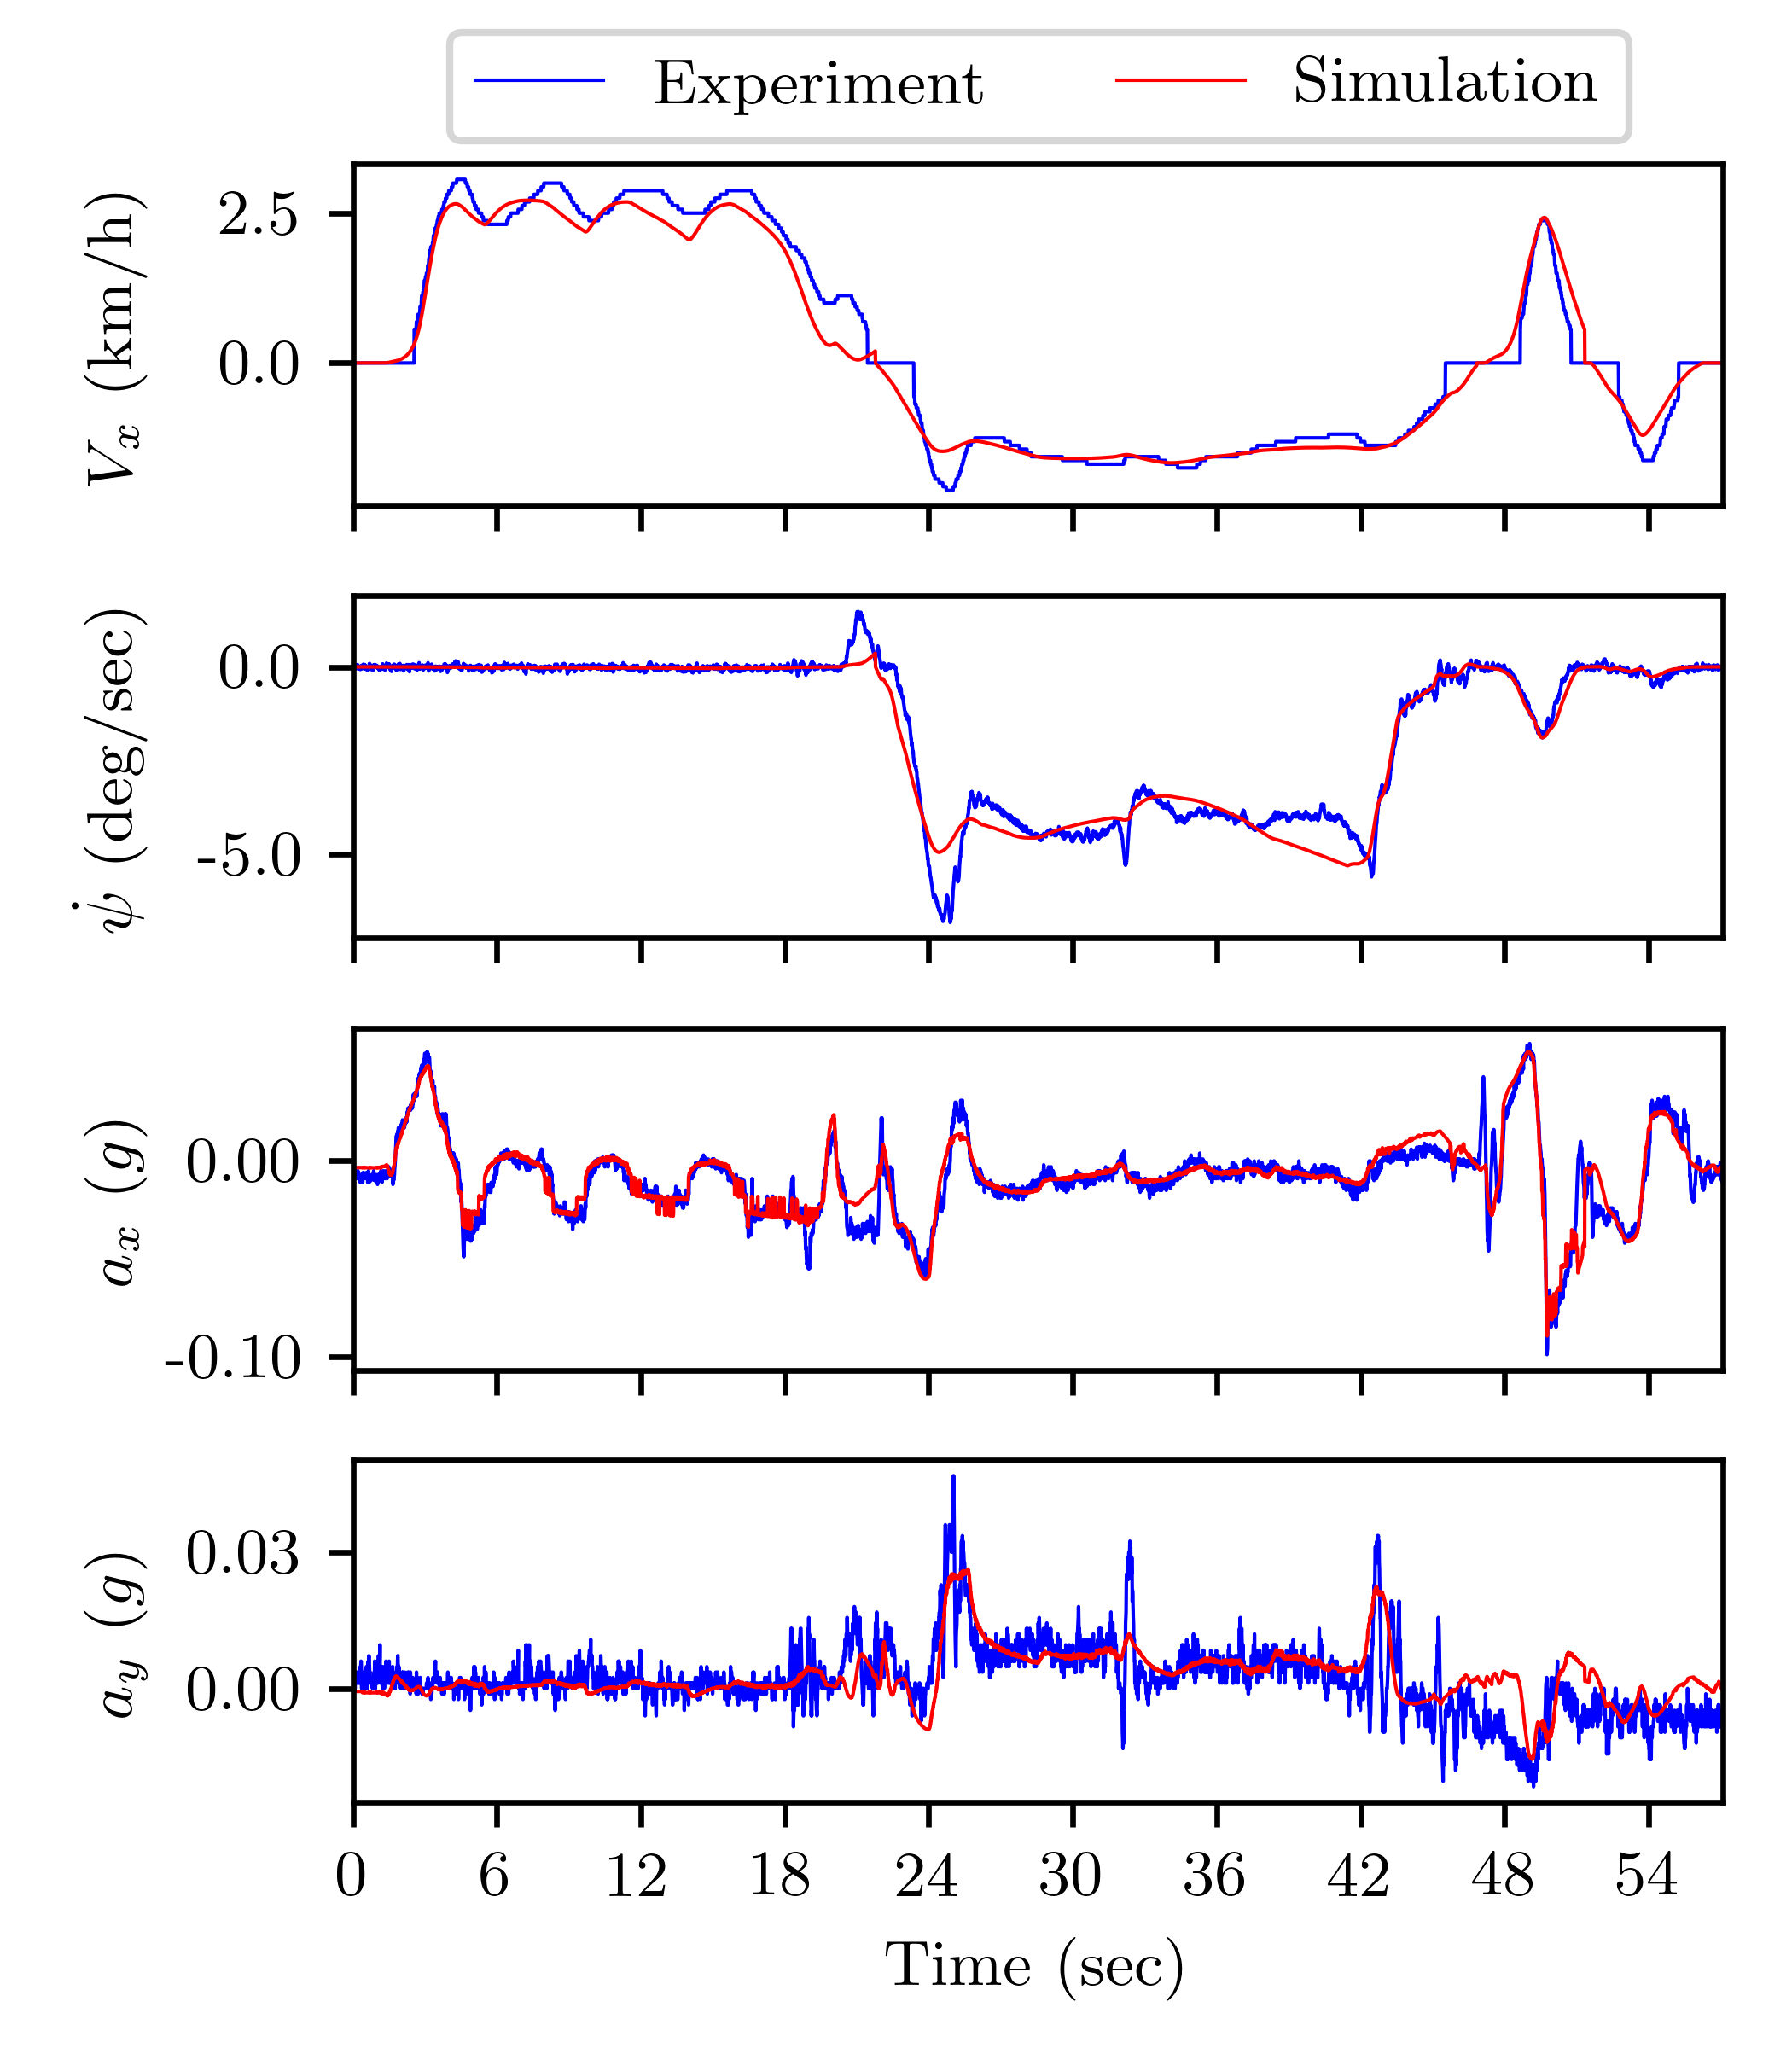 Experiment Simulation
V_x (km/h)
2.5
0.0
ψ̇ (deg/sec)
0.0
-5.0
a_x (g)
0.00
-0.10
a_y (g)
0.03
0.00
0 6 12 18 24 30 36 42 48 54
Time (sec)